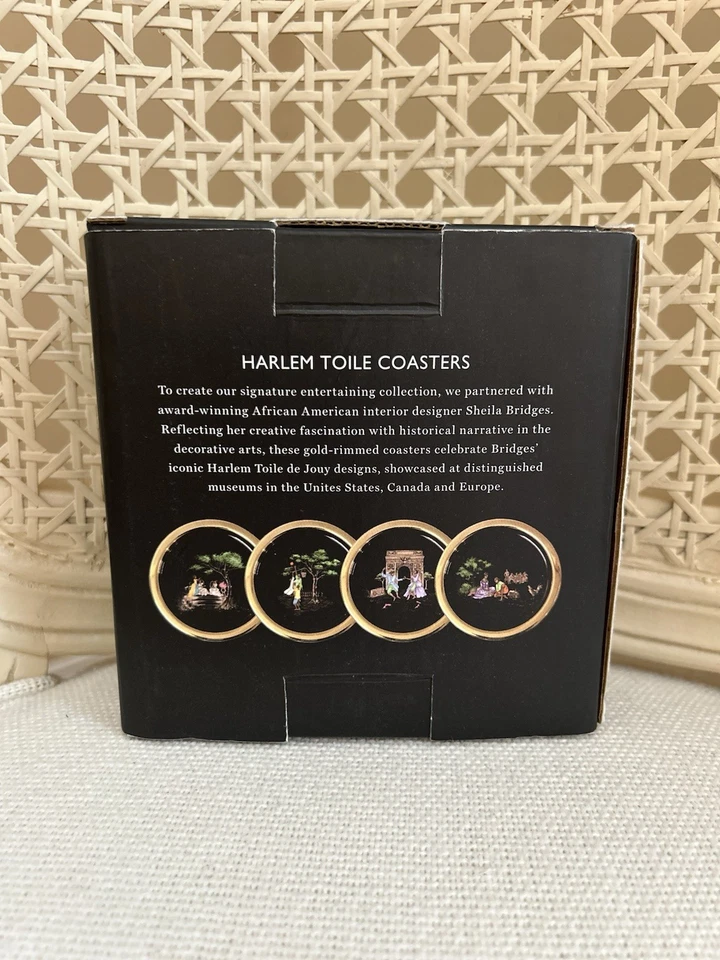 HARLEM TOILE COASTERS
To create our signature entertaining collection, we partnered with
award-winning African American interior designer Sheila Bridges.
Reflecting her creative fascination with historical narrative in the
decorative arts, these gold-rimmed coasters celebrate Bridges'
iconic Harlem Toile de Jouy designs, showcased at distinguished
museums in the Unites States, Canada and Europe.